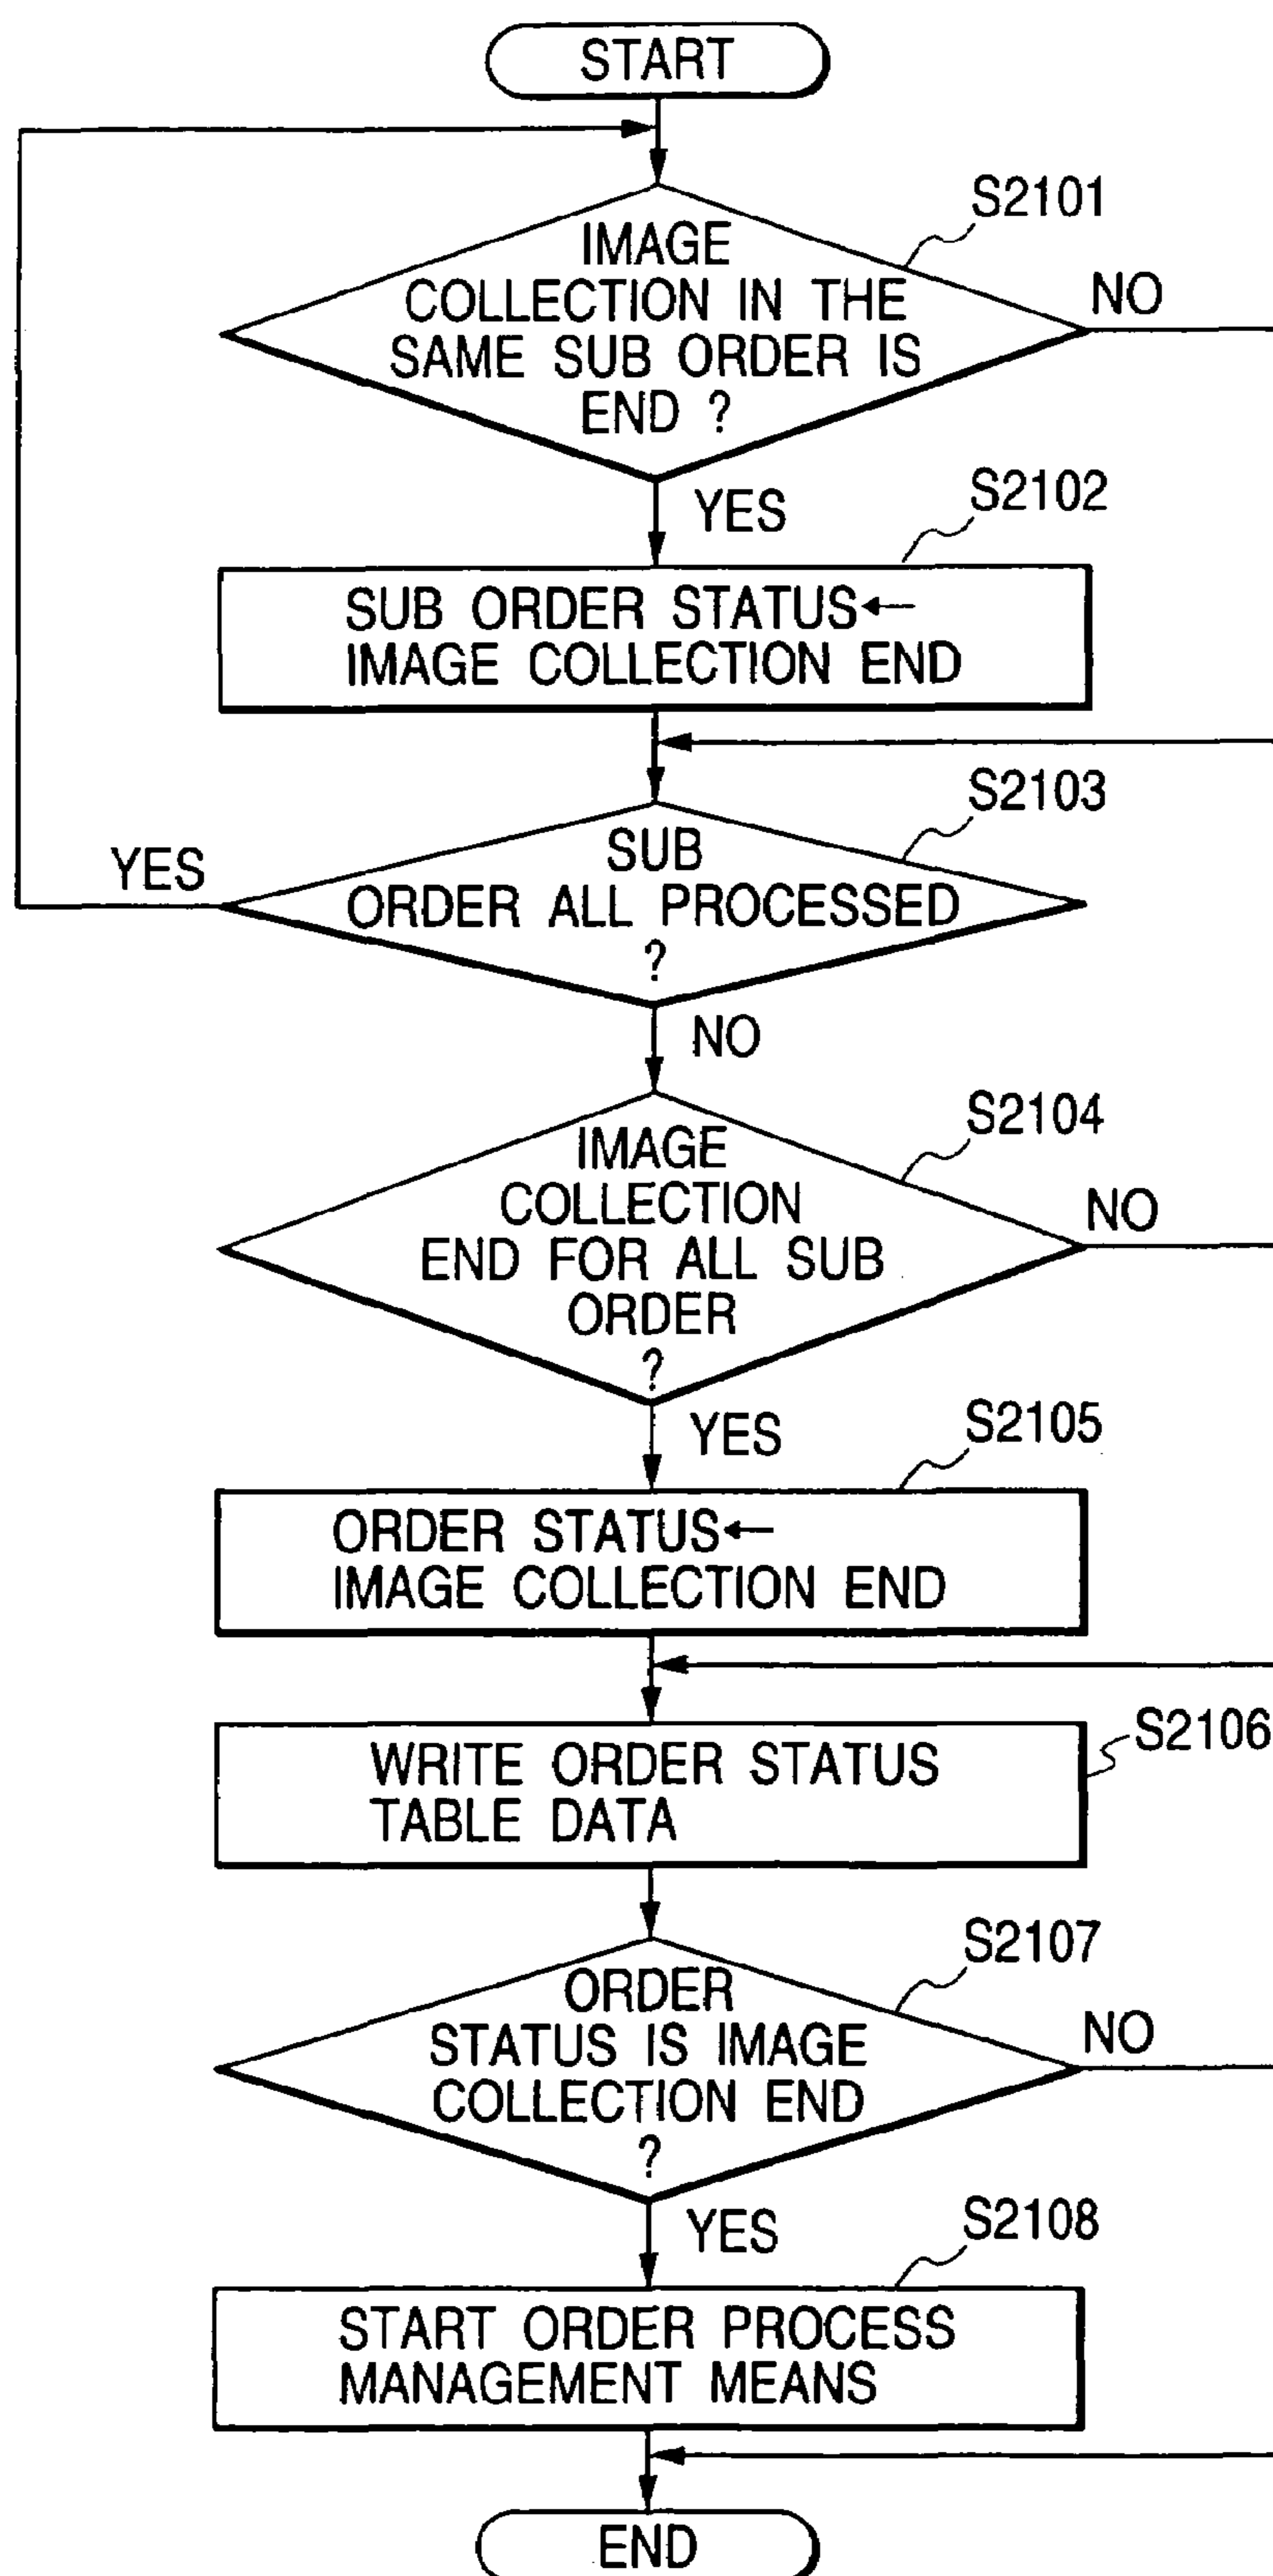 START
S2101
IMAGE
COLLECTION IN THE
SAME SUB ORDER IS
END ?
NO
YES
S2102
SUB ORDER STATUS←
IMAGE COLLECTION END
S2103
YES
SUB
ORDER ALL PROCESSED
?
NO
S2104
IMAGE
COLLECTION
END FOR ALL SUB
ORDER
?
NO
YES
S2105
ORDER STATUS←
IMAGE COLLECTION END
S2106
WRITE ORDER STATUS
TABLE DATA
S2107
ORDER
STATUS IS IMAGE
COLLECTION END
?
NO
YES
S2108
START ORDER PROCESS
MANAGEMENT MEANS
END